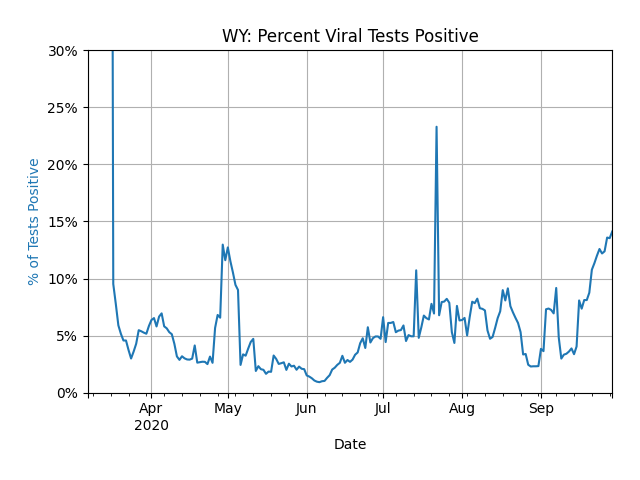 WY: Percent Viral Tests Positive
30%
25%
20%
15%
10%
5%
0%
% of Tests Positive
Apr May Jun Jul Aug Sep
2020
Date